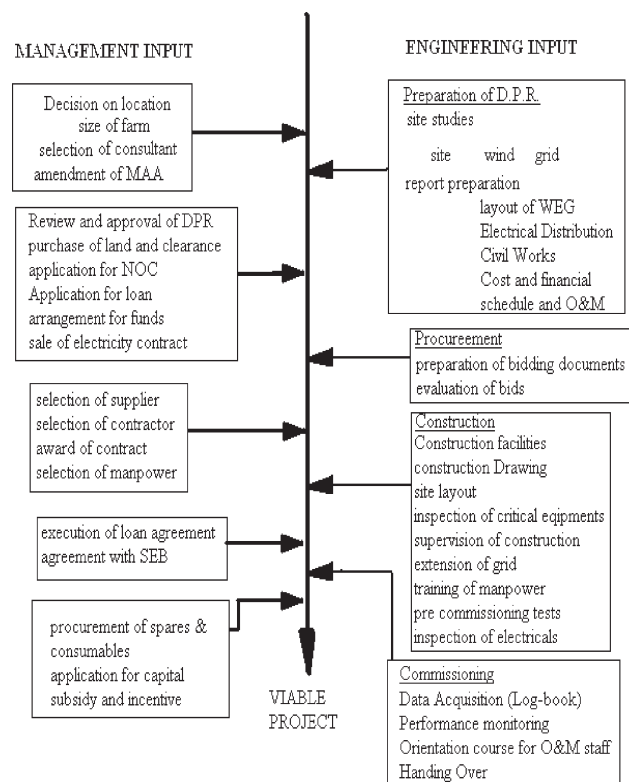 MANAGEMENT INPUT
Decision on location
size of farm
selection of consultant
amendment of MAA
Review and approval of DPR
purchase of land and clearance
application for NOC
Application for loan
arrangement for funds
sale of electricity contract
selection of supplier
selection of contractor
award of contract
selection of manpower
execution of loan agreement
agreement with SEB
procurement of spares &
consumables
application for capital
subsidy and incentive
ENGINEERING INPUT
Preparation of D.P.R.
site studies
site wind grid
report preparation
layout of WEG
Electrical Distribution
Civil Works
Cost and financial
schedule and O&M
Procureement
preparation of bidding documents
evaluation of bids
Construction
Construction facilities
construction Drawing
site layout
inspection of critical eqipments
supervision of construction
extension of grid
training of manpower
pre commissioning tests
inspection of electricals
Commissioning
Data Acquisition (Log-book)
Performance monitoring
Orientation course for O&M staff
Handing Over
VIABLE
PROJECT